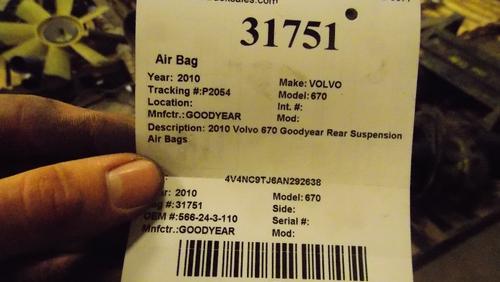 31751
Air Bag
Year: 2010 Make: VOLVO
Tracking #:P2054 Model: 670
Location: Int. #:
Mnfctr.:GOODYEAR Mod:
Description: 2010 Volvo 670 Goodyear Rear Suspension
Air Bags
4V4NC9TJ6AN292638
ar: 2010 Model: 670
#:31751 Side:
OEM #:566-24-3-110 Serial #:
Mnfctr.:GOODYEAR Mod: